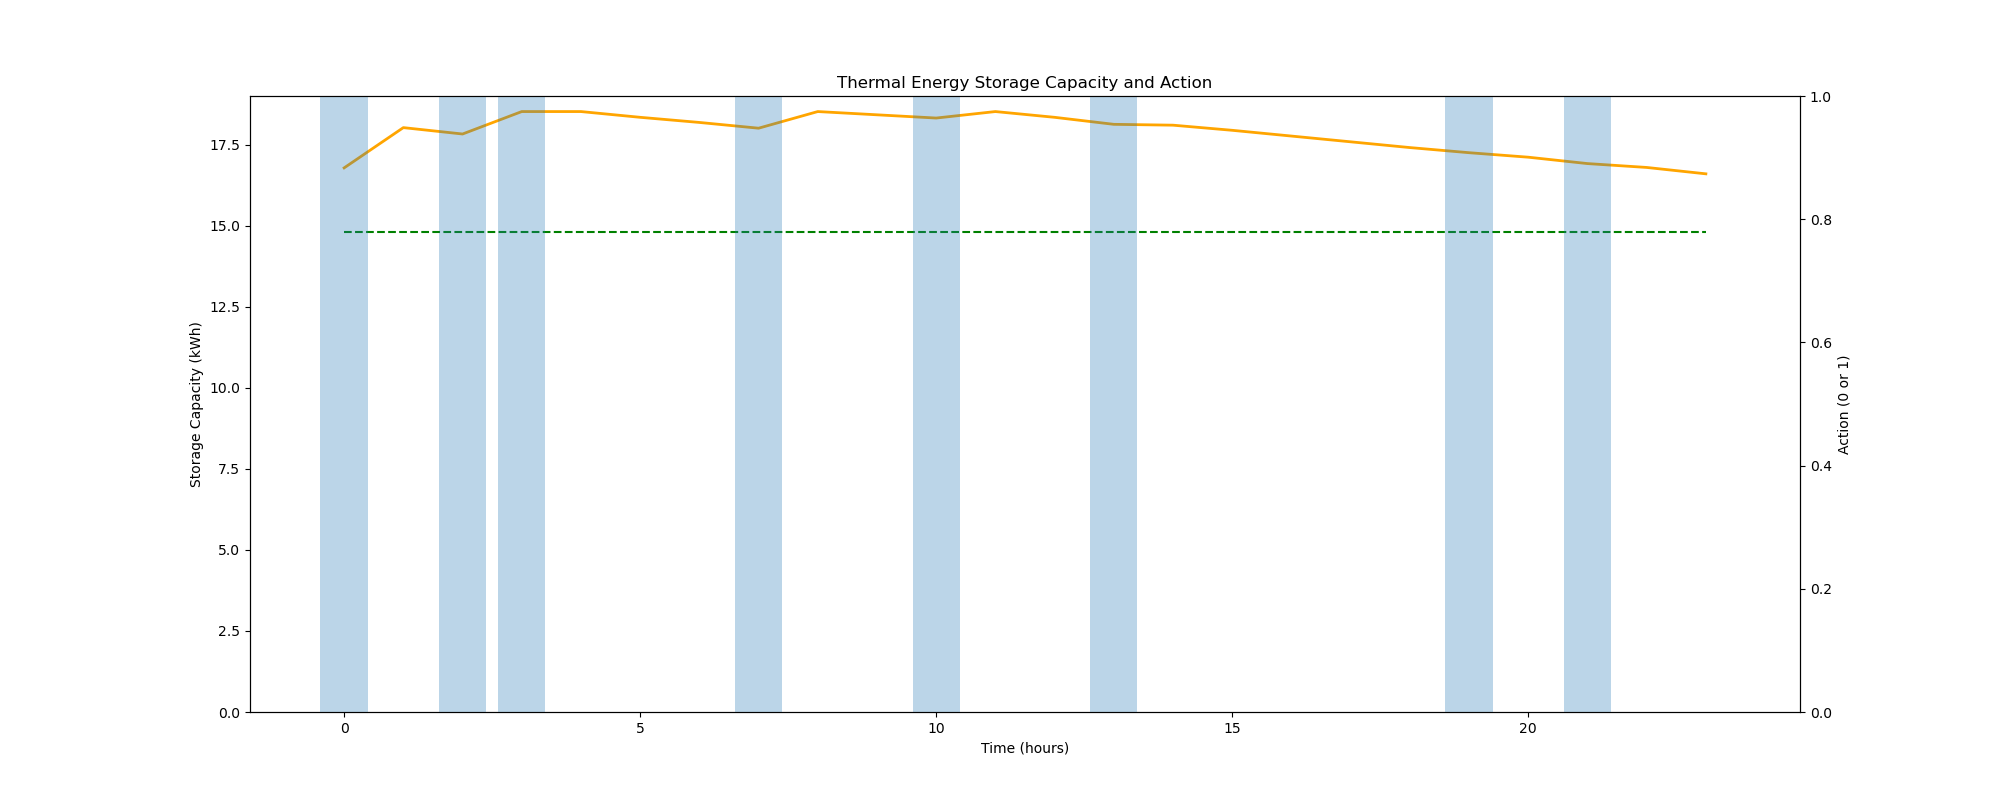 Thermal Energy Storage Capacity and Action
Storage Capacity (kWh)
17.5
15.0
12.5
10.0
7.5
5.0
2.5
0.0
1.0
0.8
0.6
0.4
0.2
0.0
Action (0 or 1)
0 5 10 15 20
Time (hours)